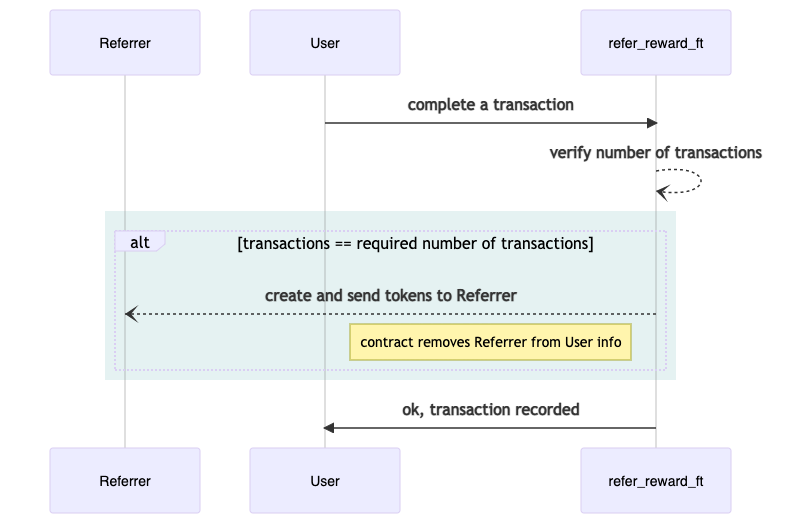 Referrer
User
refer_reward_ft
complete a transaction
verify number of transactions
alt
[transactions == required number of transactions]
create and send tokens to Referrer
contract removes Referrer from User info
ok, transaction recorded
Referrer
User
refer_reward_ft